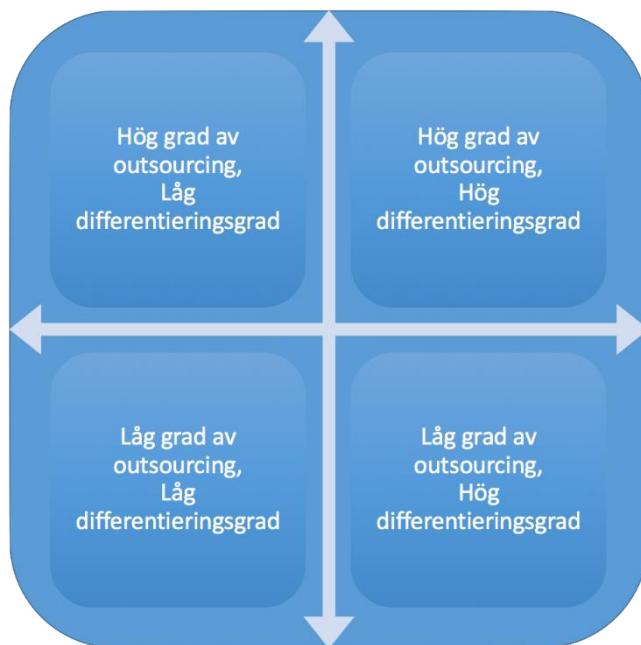 Hög grad av
outsourcing,
Låg
differentieringsgrad
Hög grad av
outsourcing,
Hög
differentieringsgrad
Låg grad av
outsourcing,
Låg
differentieringsgrad
Låg grad av
outsourcing,
Hög
differentieringsgrad